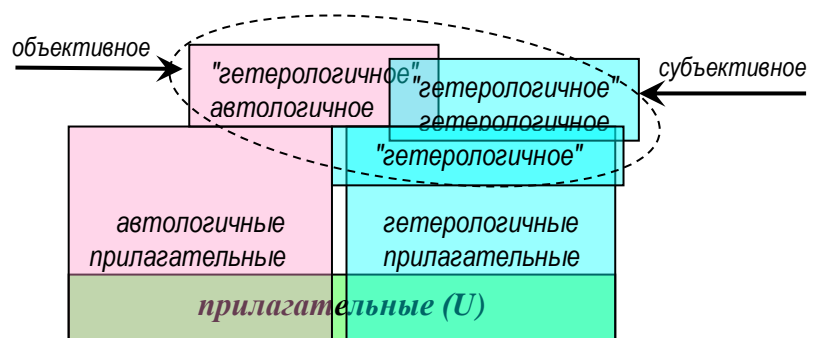 объективное
субъективное
"гетерологичное"
автологичное
"гетерологичное"
гетерологичное
"гетерологичное"
автологичные
прилагательные
гетерологичные
прилагательные
прилагательные (U)